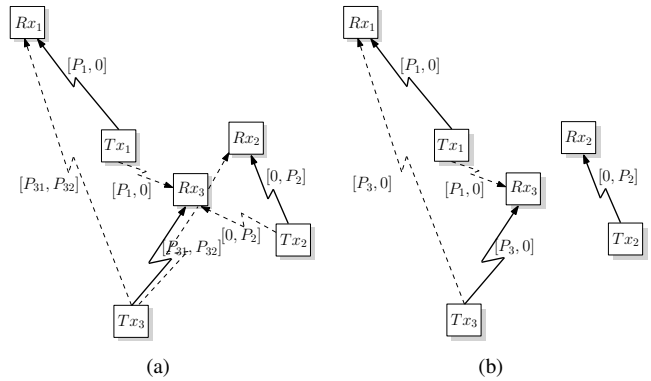 Rx₁
[P₁, 0]
Tx₁
Rx₂
[P₃₁, P₃₂]
[P₁, 0]
Rx₃
[0, P₂]
[0, P₂]
[P₃₁, P₃₂]
Tx₂
Tx₃
(a)
Rx₁
[P₁, 0]
Tx₁
Rx₂
[P₃, 0]
[P₁, 0]
Rx₃
[0, P₂]
[P₃, 0]
Tx₂
Tx₃
(b)